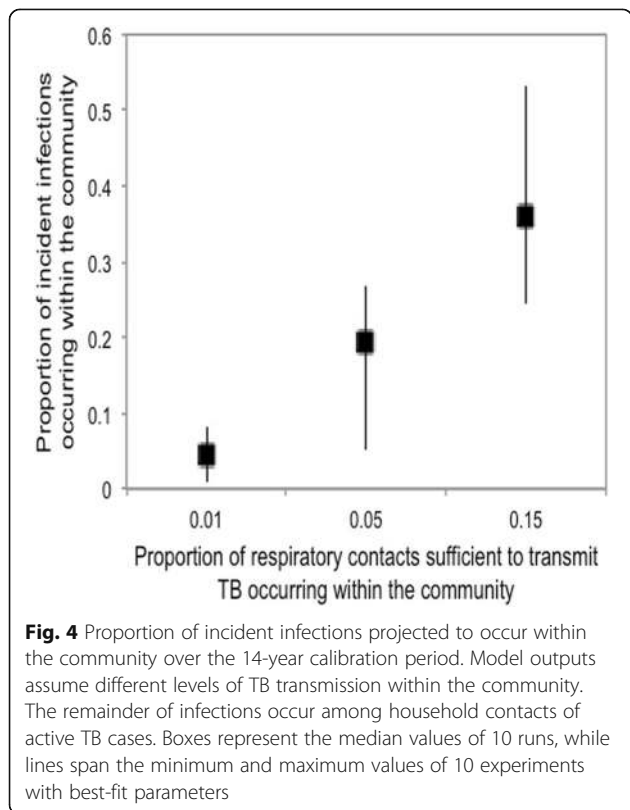 Proportion of incident infections
occurring within the community
0.6
0.5
0.4
0.3
0.2
0.1
0
0.01 0.05 0.15
Proportion of respiratory contacts sufficient to transmit
TB occurring within the community
Fig. 4 Proportion of incident infections projected to occur within
the community over the 14-year calibration period. Model outputs
assume different levels of TB transmission within the community.
The remainder of infections occur among household contacts of
active TB cases. Boxes represent the median values of 10 runs, while
lines span the minimum and maximum values of 10 experiments
with best-fit parameters